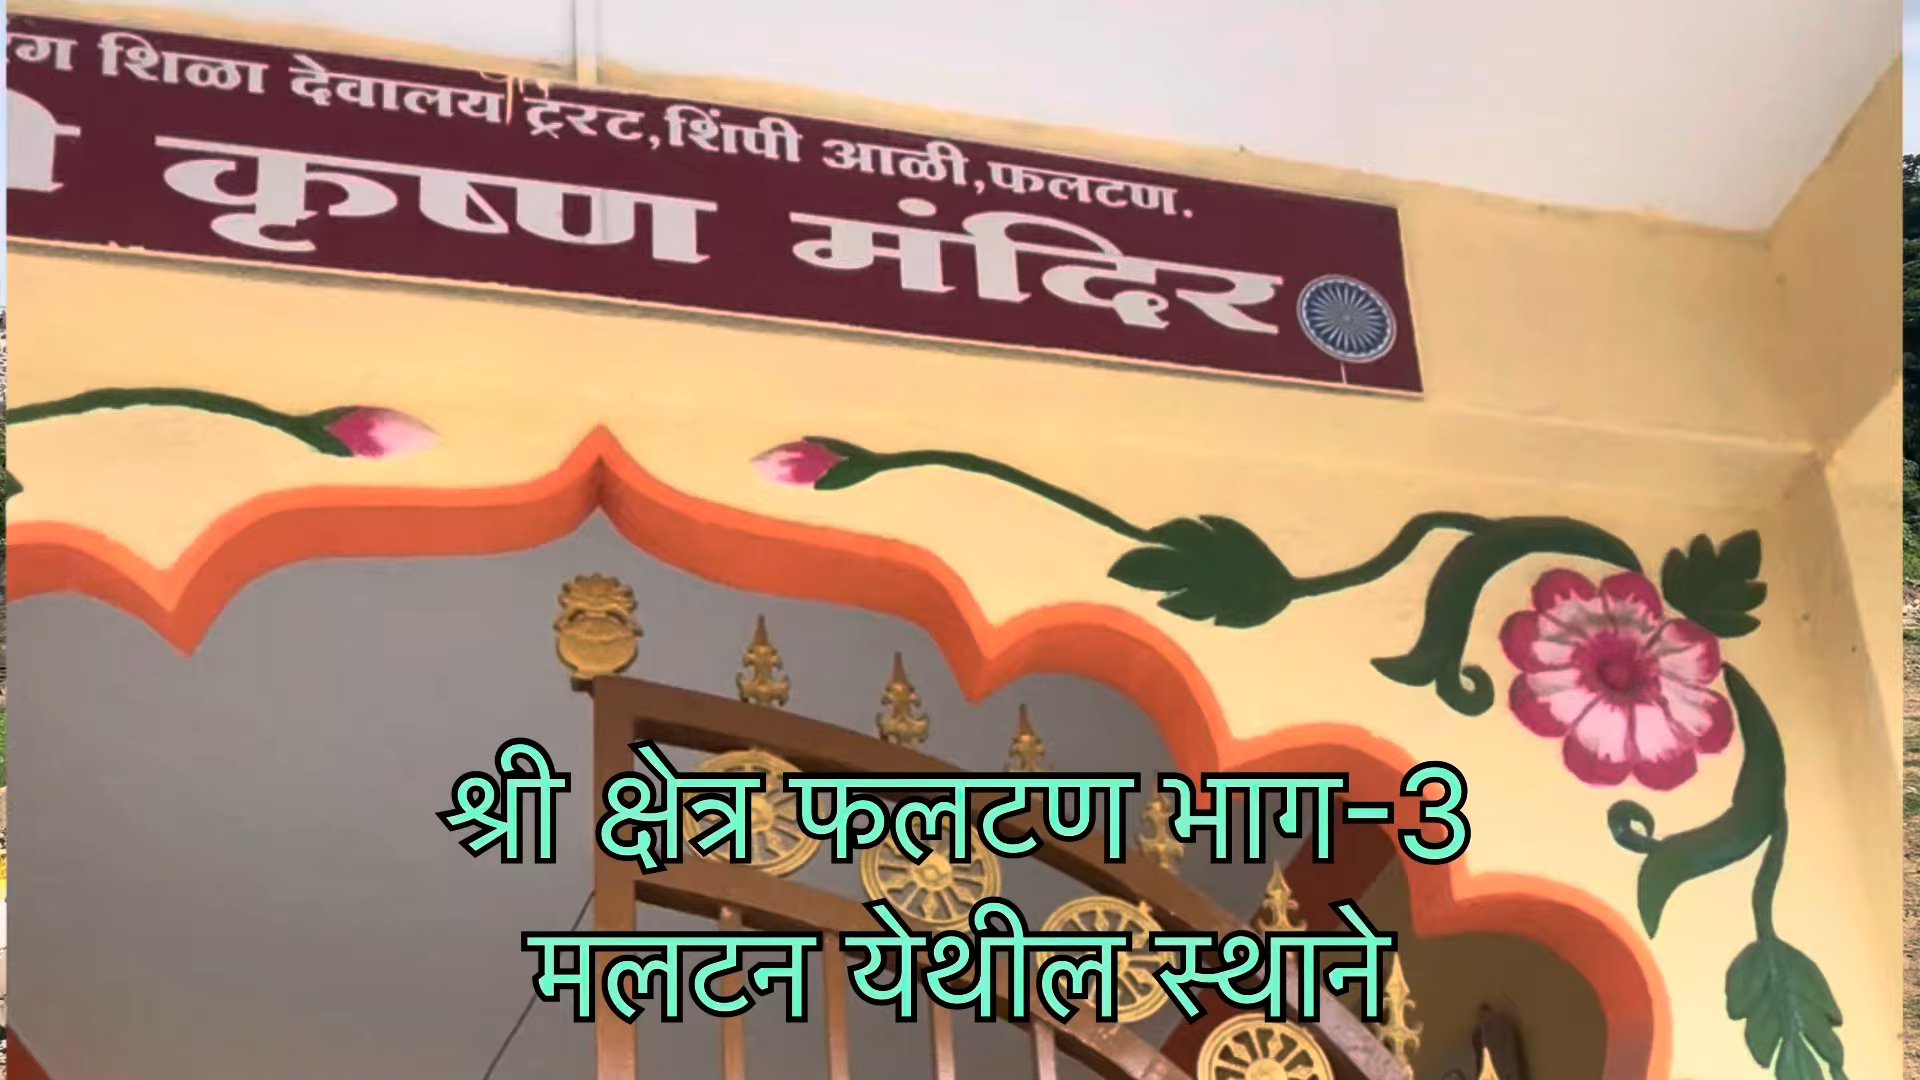 शिळा देवालय ट्रस्ट,शिंपी आळी,फलटण.
कृष्ण मंदिर
श्री क्षेत्र फलटण भाग-3
मलटन येथील स्थाने